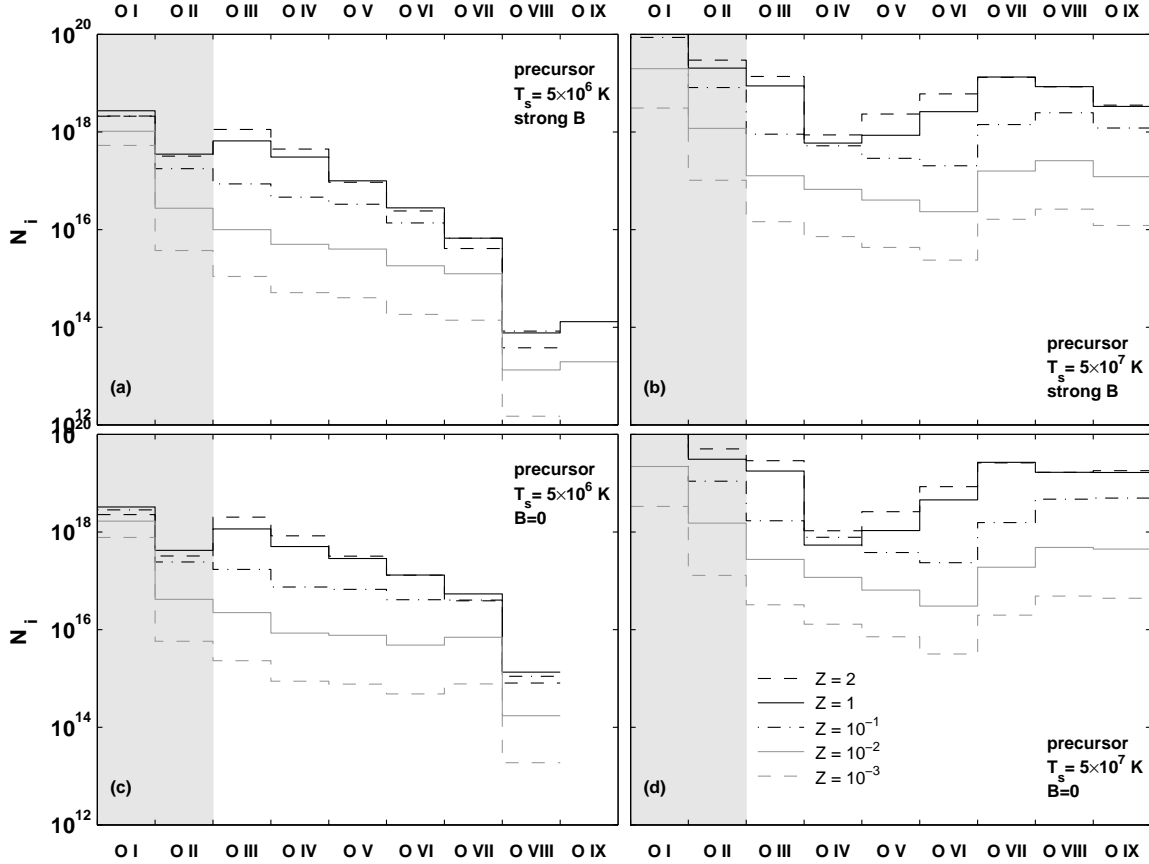 O I O II O III O IV O V O VI O VII O VIII O IX
O I O II O III O IV O V O VI O VII O VIII O IX
10^20
10^18
10^16
10^14
10^12
N_i
precursor
T_s= 5×10^6 K
strong B
(a)
precursor
T_s= 5×10^7 K
strong B
(b)
10^20
10^18
10^16
10^14
10^12
N_i
precursor
T_s= 5×10^6 K
B=0
(c)
Z = 2
Z = 1
Z = 10^−1
Z = 10^−2
Z = 10^−3
precursor
T_s= 5×10^7 K
B=0
(d)
O I O II O III O IV O V O VI O VII O VIII O IX
O I O II O III O IV O V O VI O VII O VIII O IX